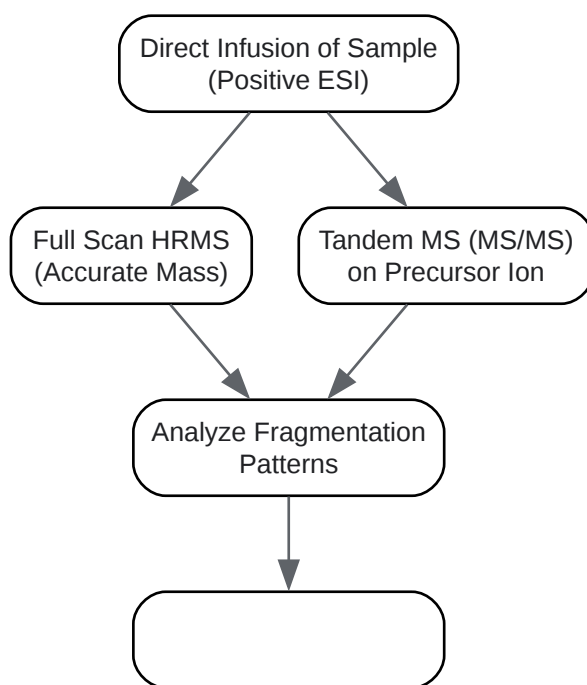 Direct Infusion of Sample
(Positive ESI)
Full Scan HRMS
(Accurate Mass)
Tandem MS (MS/MS)
on Precursor Ion
Analyze Fragmentation
Patterns